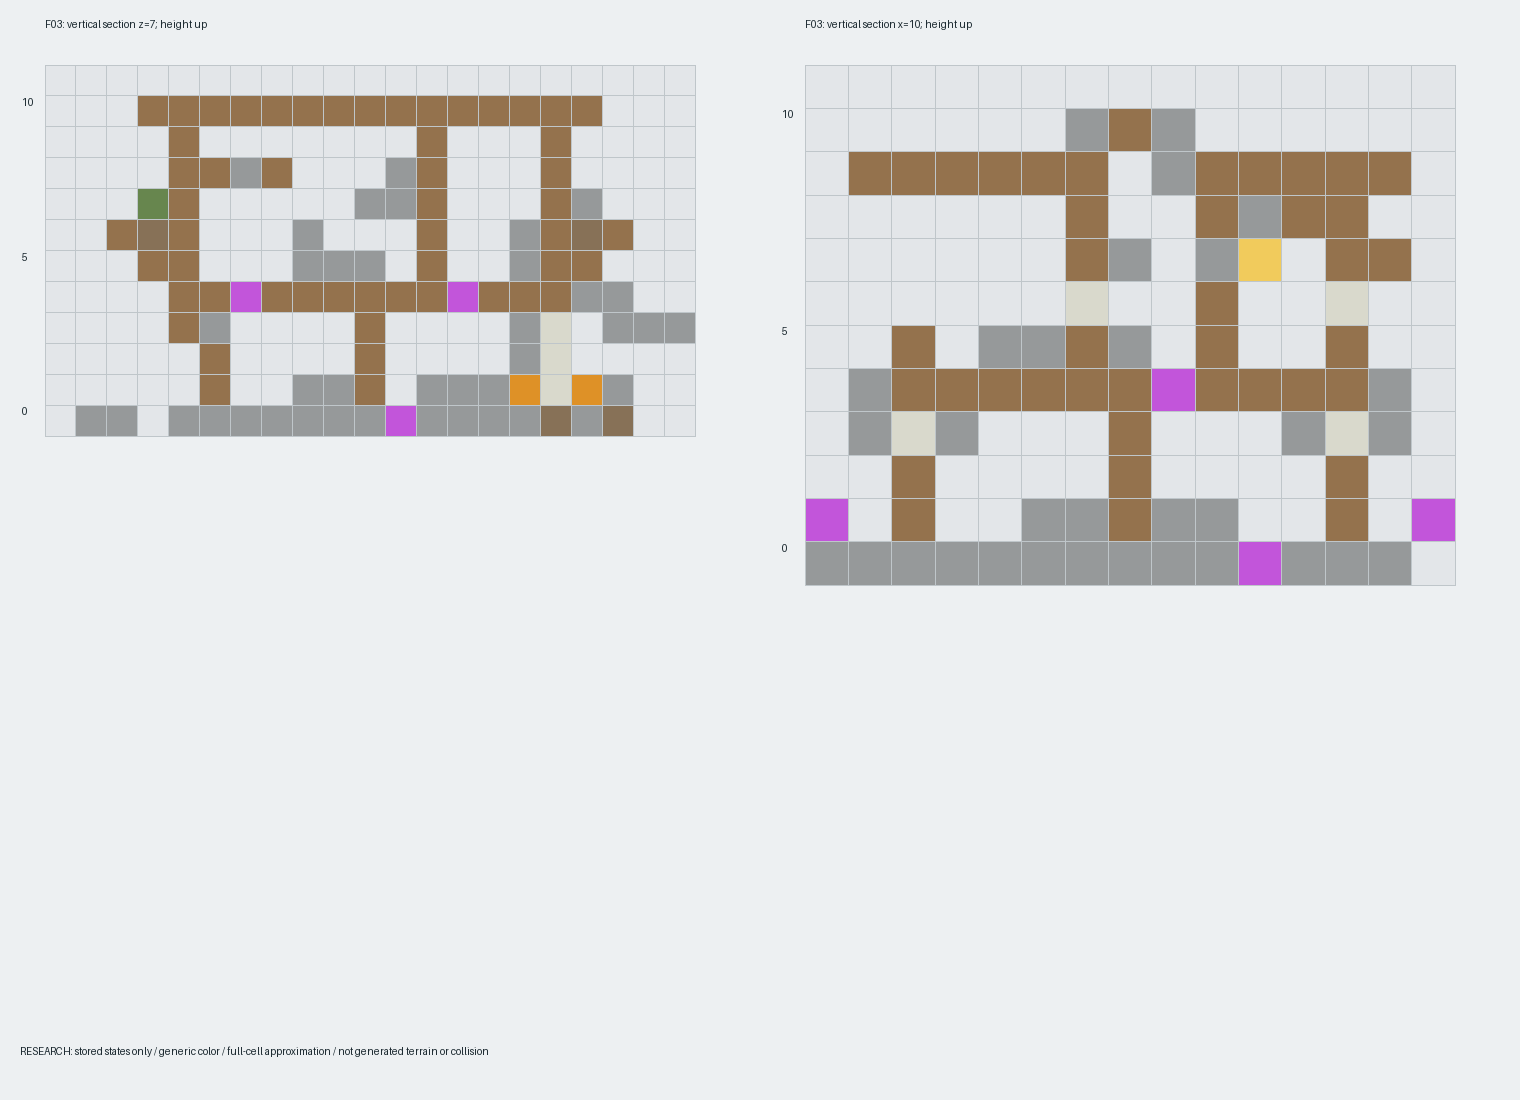 F03: vertical section z=7; height up
F03: vertical section x=10; height up
10
5
0
10
5
0
RESEARCH: stored states only / generic color / full-cell approximation / not generated terrain or collision